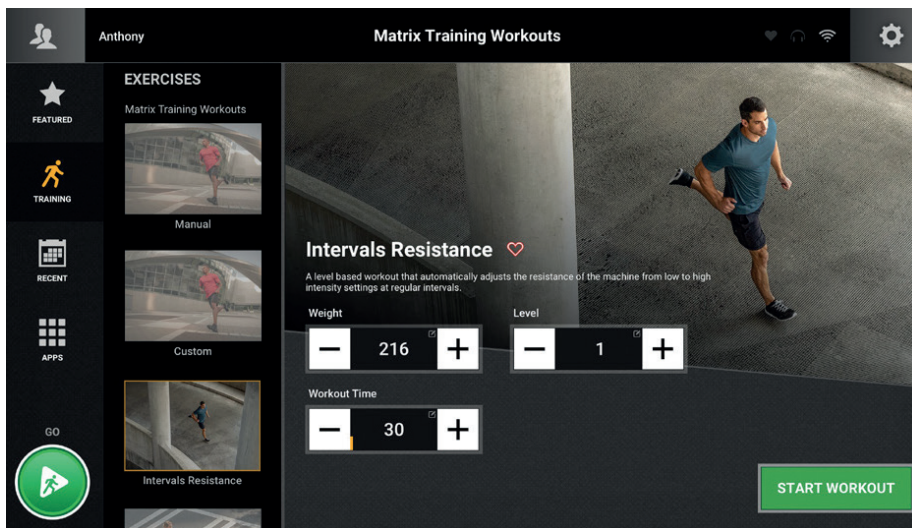 Anthony
Matrix Training Workouts
FEATURED
TRAINING
RECENT
APPS
GO
EXERCISES
Matrix Training Workouts
Manual
Custom
Intervals Resistance
Intervals Resistance
A level based workout that automatically adjusts the resistance of the machine from low to high
intensity settings at regular intervals.
Weight
216
Level
1
Workout Time
30
START WORKOUT